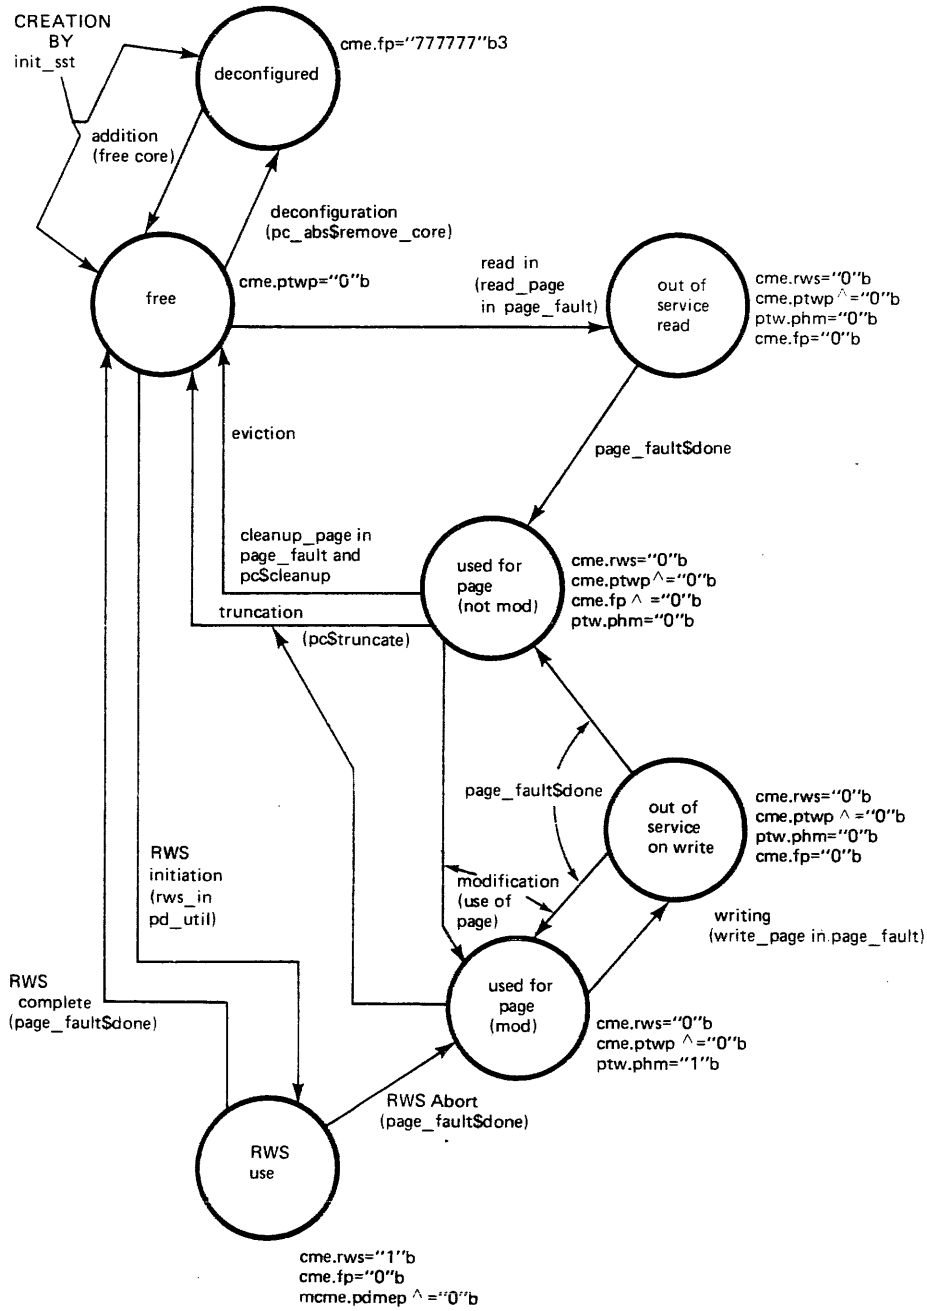 CREATION
BY
init_sst
deconfigured
cme.fp="777777"b3
addition
(free core)
deconfiguration
(pc_abs$remove_core)
free
cme.ptwp="0"b
read in
(read_page
in page_fault)
out of
service
read
cme.rws="0"b
cme.ptwp ^="0"b
ptw.phm="0"b
cme.fp="0"b
eviction
page_fault$done
cleanup_page in
page_fault and
pc$cleanup
used for
page
(not mod)
cme.rws="0"b
cme.ptwp^="0"b
cme.fp ^ ="0"b
ptw.phm="0"b
truncation
(pc$truncate)
page_fault$done
out of
service
on write
cme.rws="0"b
cme.ptwp ^ ="0"b
ptw.phm="0"b
cme.fp="0"b
RWS
initiation
(rws_in
pd_util)
modification
(use of
page)
writing
(write_page in page_fault)
RWS
complete
(page_fault$done)
used for
page
(mod)
cme.rws="0"b
cme.ptwp ^="0"b
ptw.phm="1"b
RWS Abort
(page_fault$done)
RWS
use
cme.rws="1"b
cme.fp="0"b
mcme.pdmep ^ ="0"b